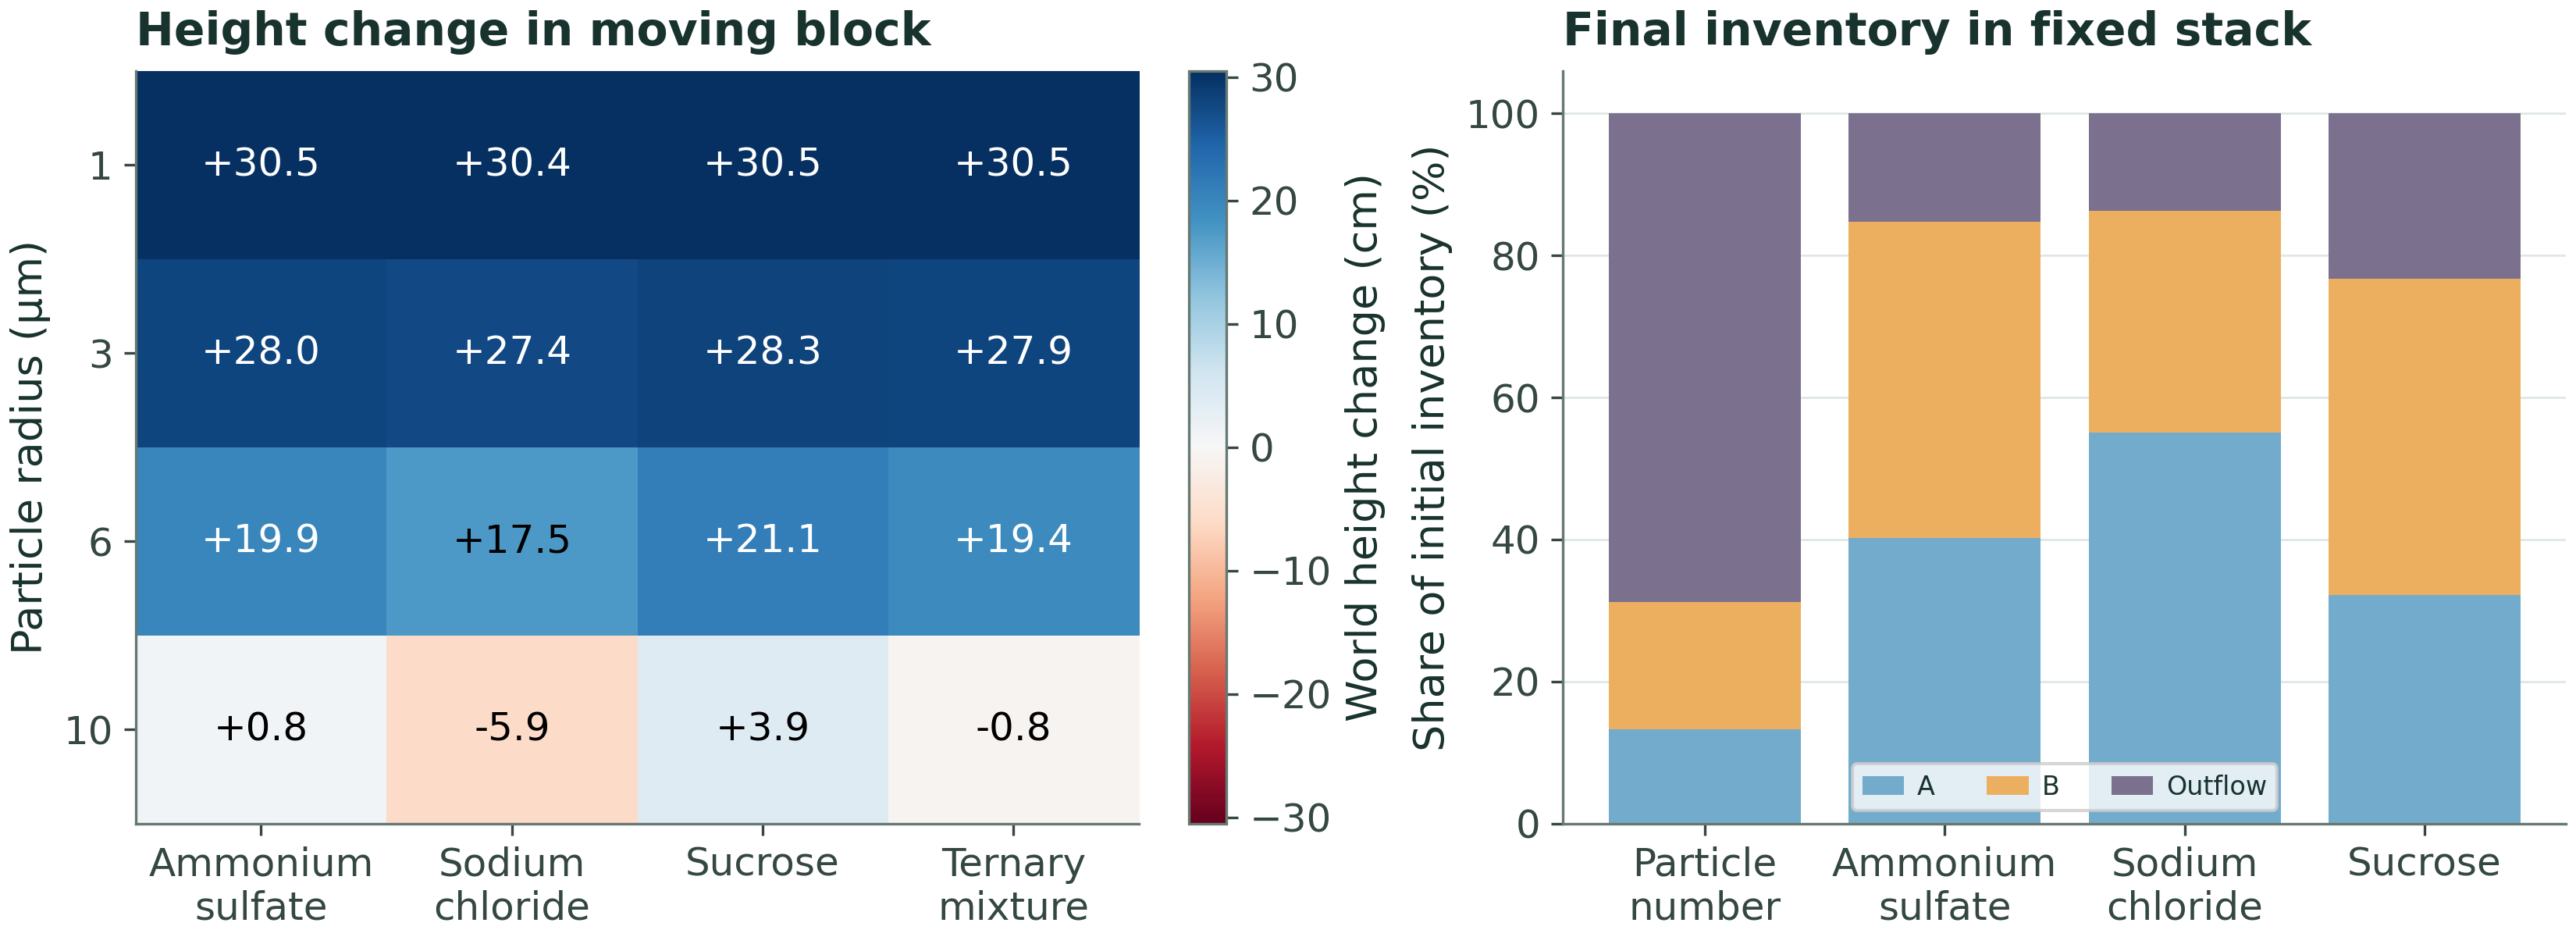 Height change in moving block
Particle radius (µm)
1
3
6
10
+30.5 +30.4 +30.5 +30.5
+28.0 +27.4 +28.3 +27.9
+19.9 +17.5 +21.1 +19.4
+0.8 -5.9 +3.9 -0.8
Ammonium
sulfate
Sodium
chloride
Sucrose
Ternary
mixture
30
20
10
0
−10
−20
−30
World height change (cm)
Final inventory in fixed stack
Share of initial inventory (%)
100
80
60
40
20
0
A B Outflow
Particle
number
Ammonium
sulfate
Sodium
chloride
Sucrose